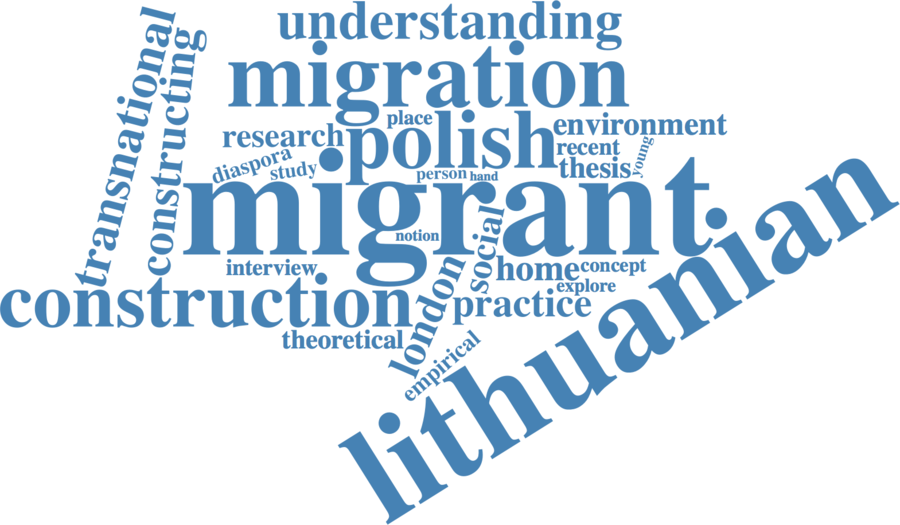 understanding
migration
transnational
constructing
place
polish
environment
research
recent
diaspora
study
person
hand
thesis
young
migrant
notion
social
interview
home
concept
explore
construction
london
practice
theoretical
empirical
lithuanian